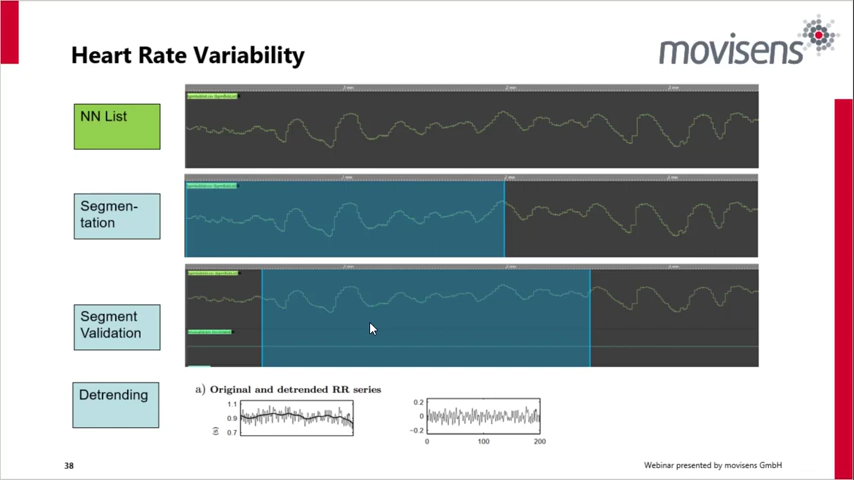 Heart Rate Variability
movisens
NN List
Segmen-
tation
Segment
Validation
Detrending
a) Original and detrended RR series
1.1
0.9
0.7
(s)
0.2
0
−0.2
0
100
200
38
Webinar presented by movisens GmbH